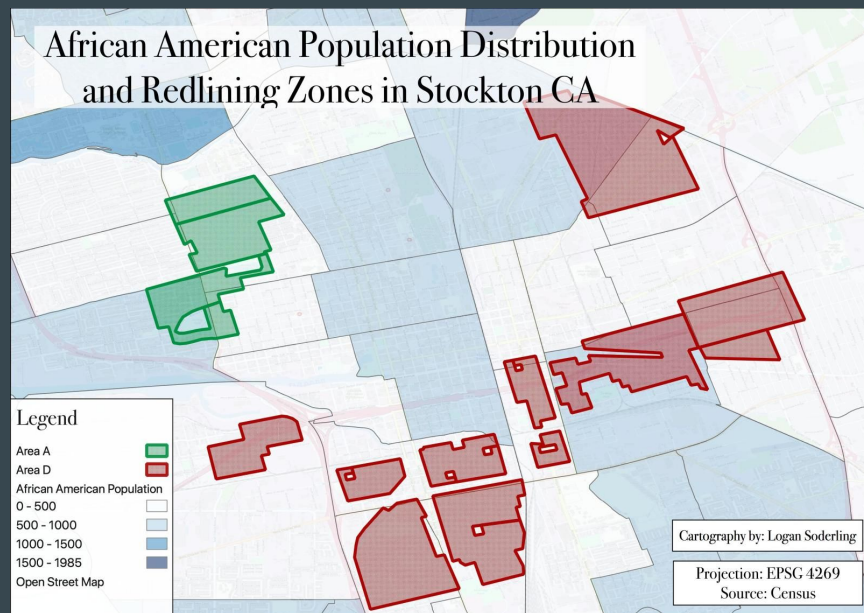 African American Population Distribution
and Redlining Zones in Stockton CA
Legend
Area A
Area D
African American Population
0 - 500
500 - 1000
1000 - 1500
1500 - 1985
Open Street Map
Cartography by: Logan Soderling
Projection: EPSG 4269
Source: Census